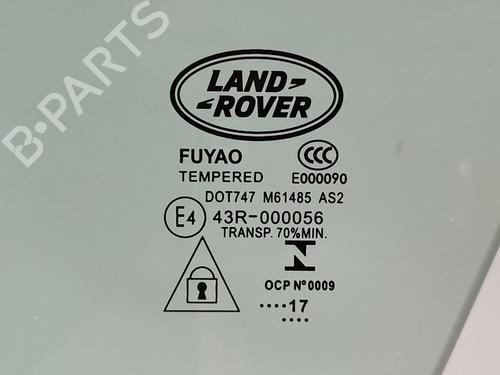 B-PARTS
LAND
ROVER
FUYAO CCC
TEMPERED E000090
DOT747 M61485 AS2
E4 43R-000056
TRANSP. 70%MIN.
N
OCP Nº0009
....17
....